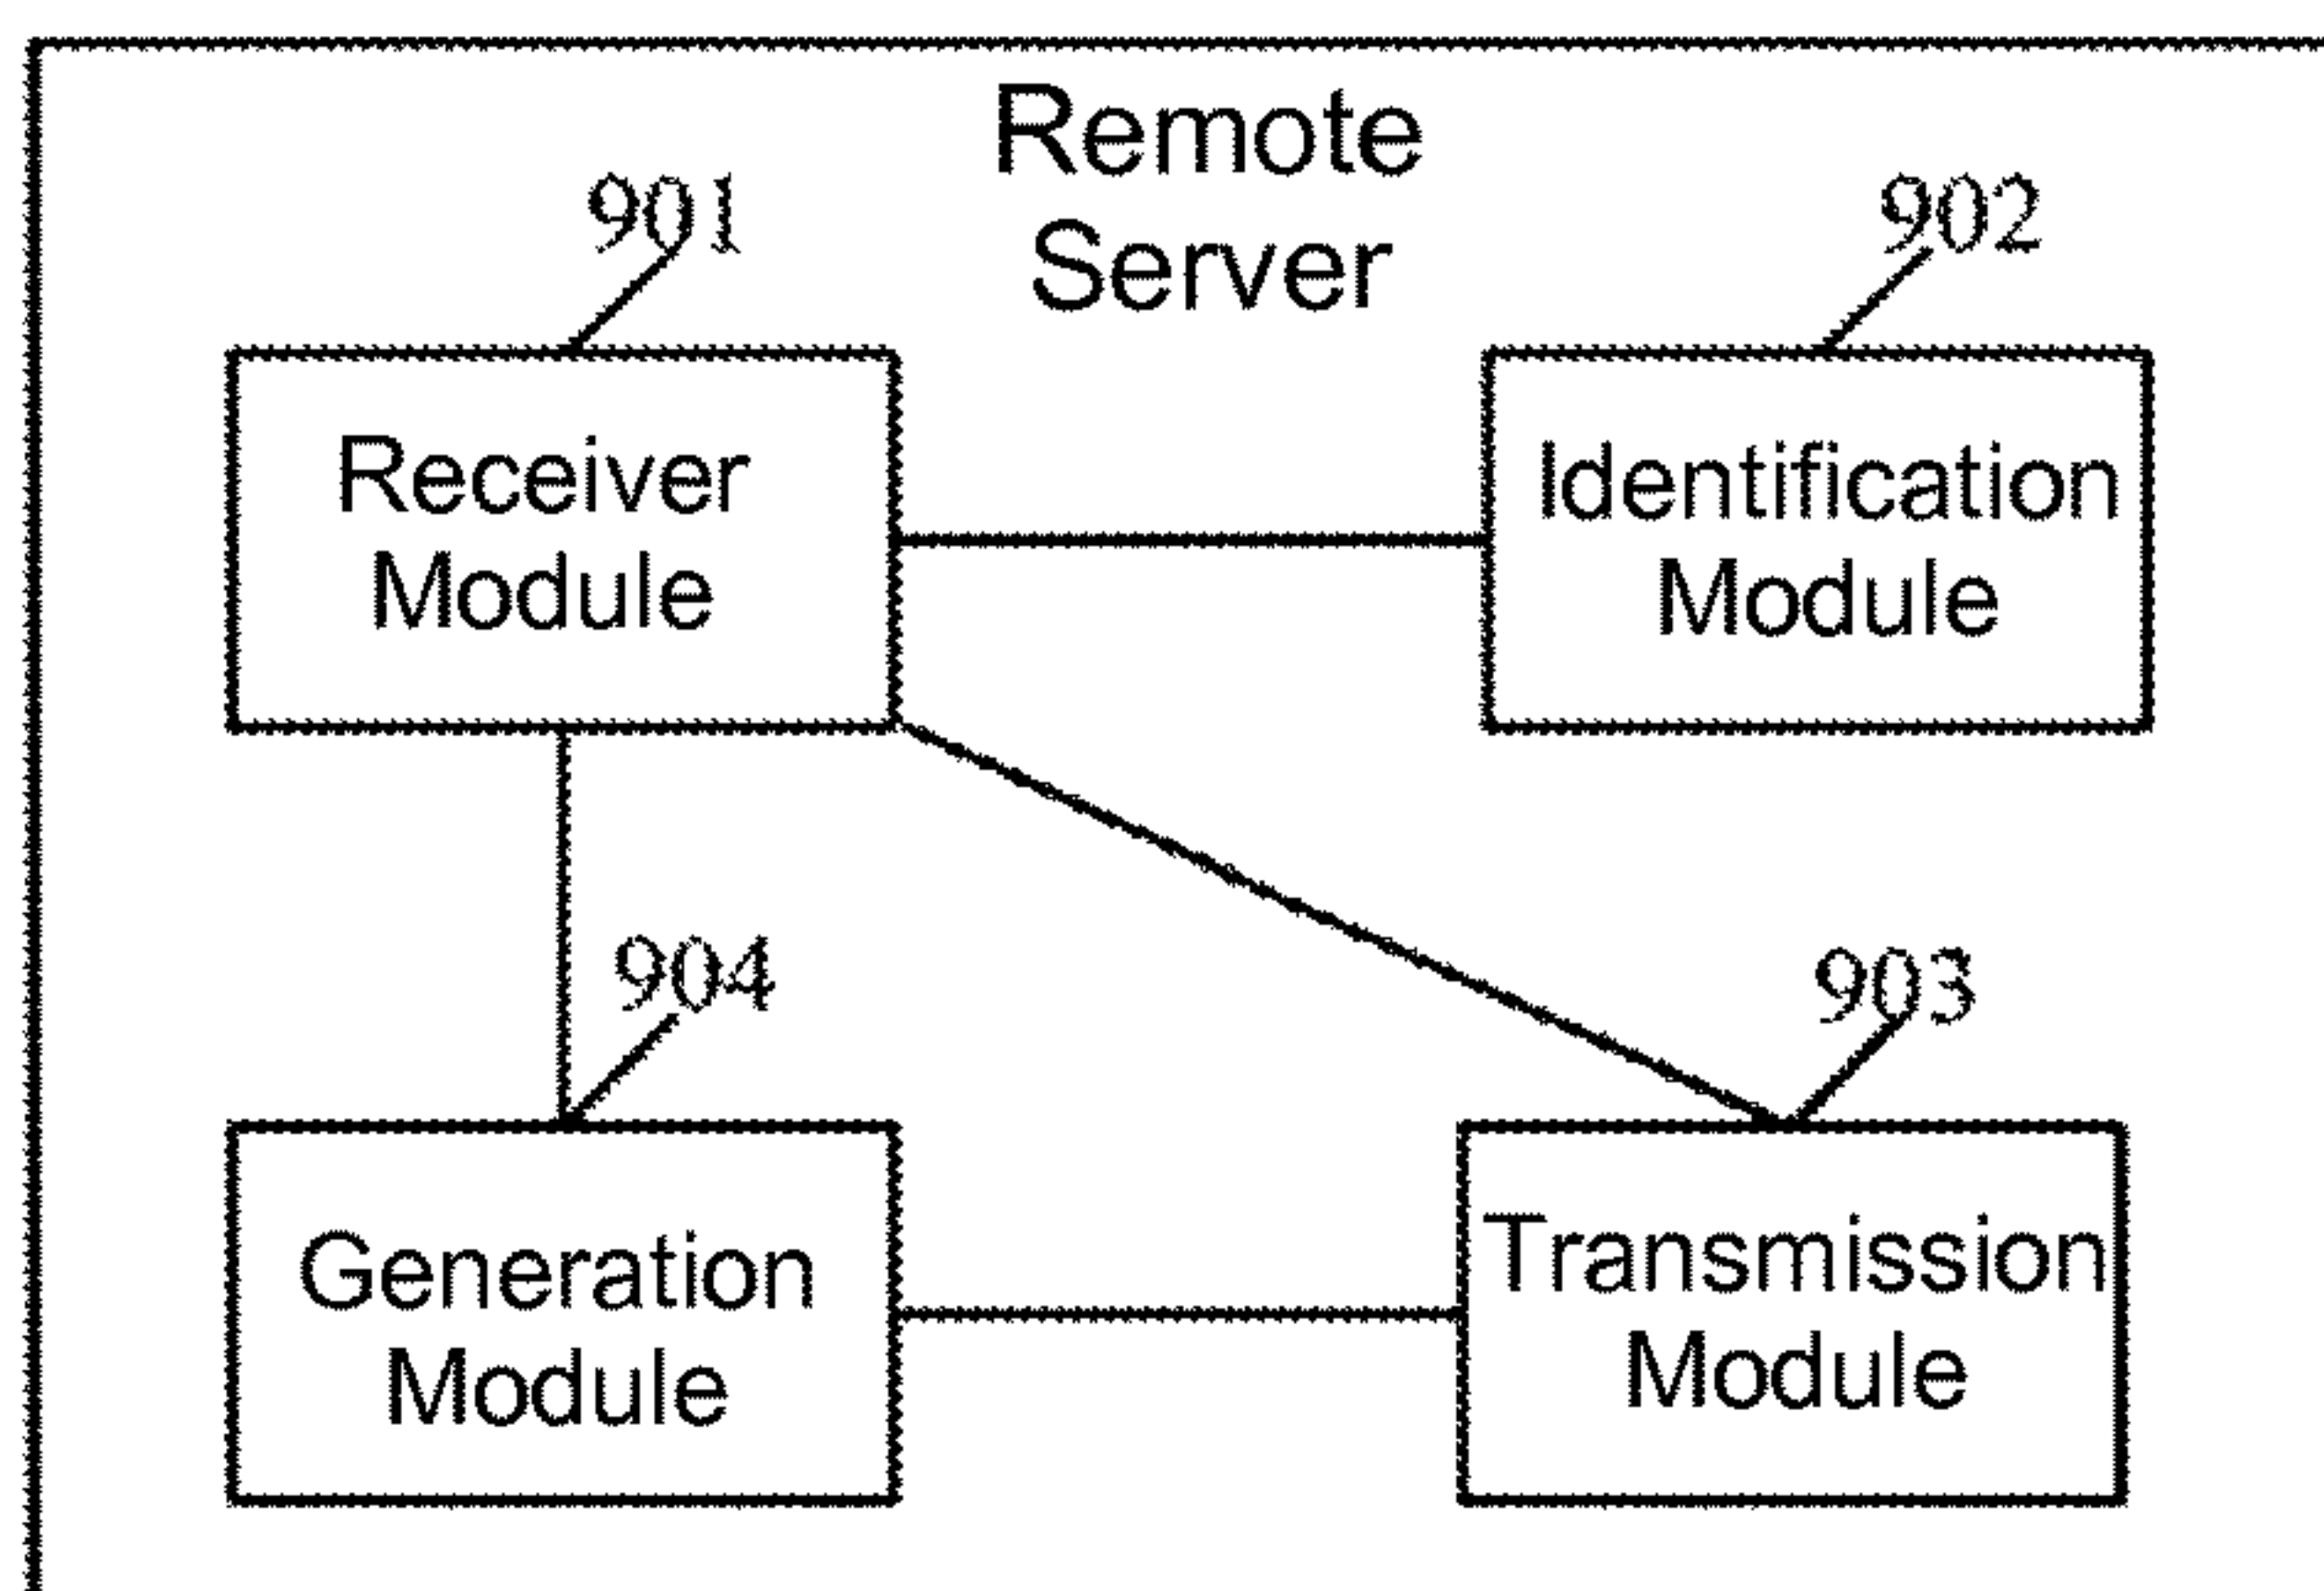 Remote
Server
901
902
Receiver
Module
Identification
Module
904
903
Generation
Module
Transmission
Module